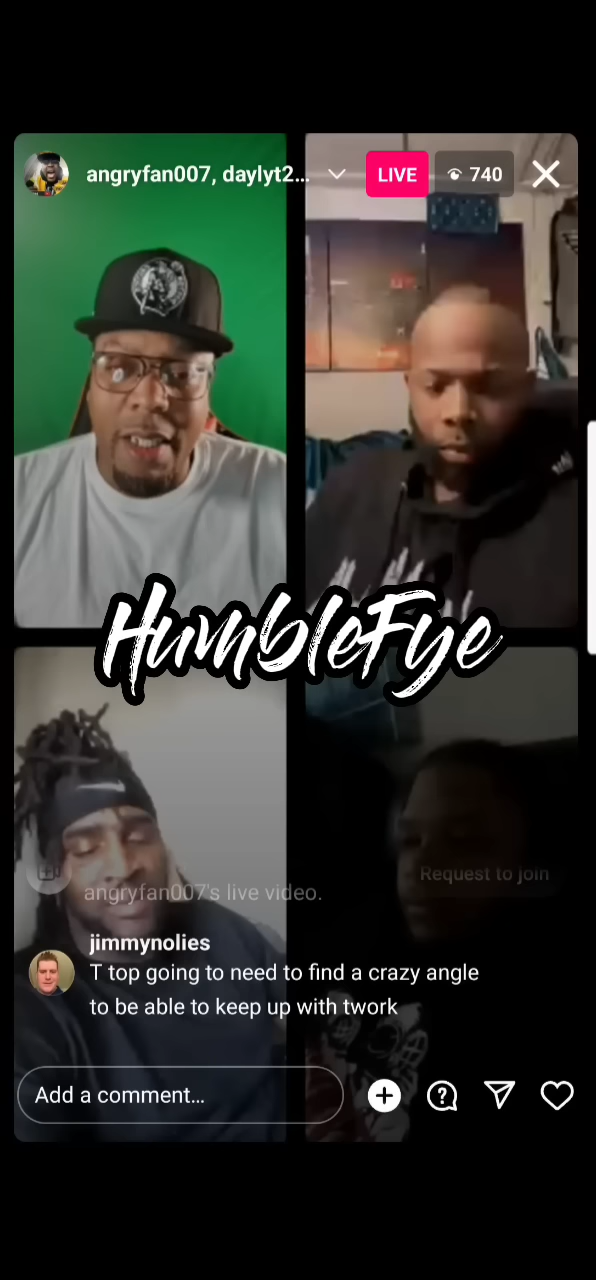 angryfan007, daylyt2...
LIVE
740
HumbleFye
Request to join
angryfan007's live video.
jimmynolies
T top going to need to find a crazy angle
to be able to keep up with twork
Add a comment...